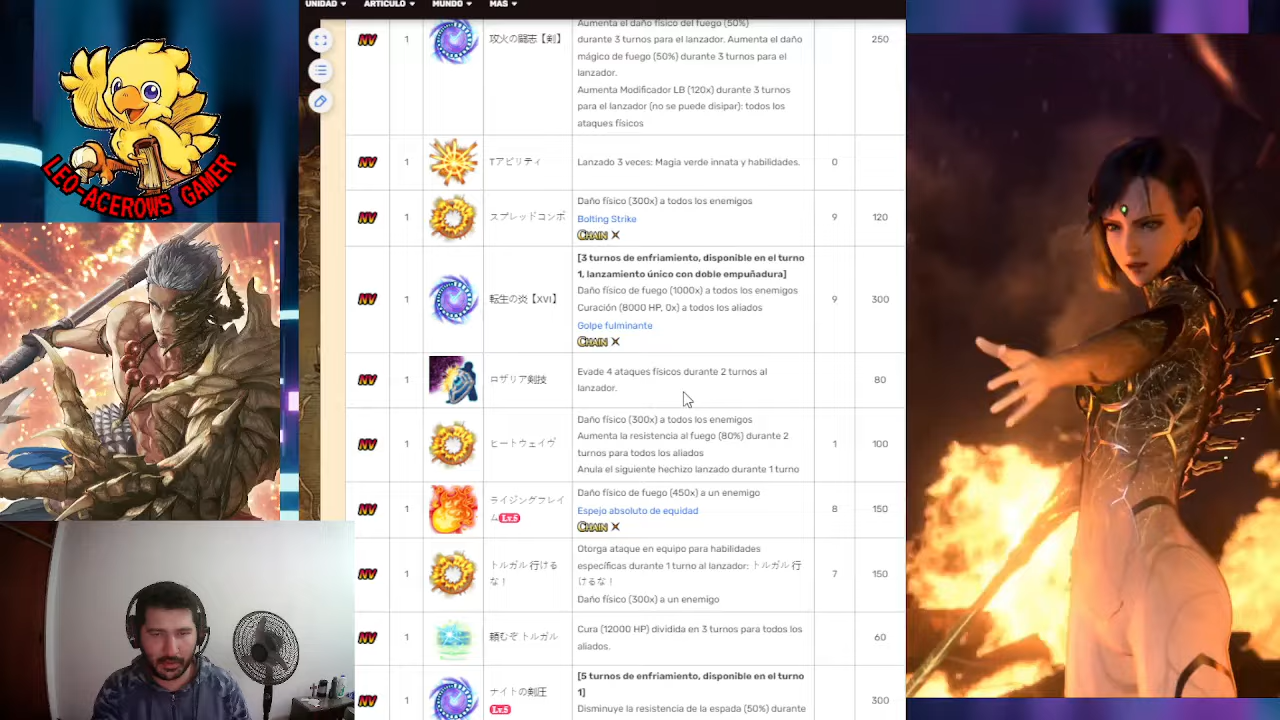 UNIDAD ▾ ARTÍCULO ▾ MUNDO ▾ MÁS ▾
NV 1 攻火の闘志【剣】 250
Aumenta el daño físico del fuego (50%)
durante 3 turnos para el lanzador. Aumenta el daño
mágico de fuego (50%) durante 3 turnos para el
lanzador.
Aumenta Modificador LB (120x) durante 3 turnos
para el lanzador (no se puede disipar): todos los
ataques físicos
NV 1 Tアビリティ Lanzado 3 veces: Magia verde innata y habilidades. 0
NV 1 スプレッドコンボ 9 120
Daño físico (300x) a todos los enemigos
Bolting Strike
CHAIN
NV 1 転生の炎【XVI】 9 300
[3 turnos de enfriamiento, disponible en el turno
1, lanzamiento único con doble empuñadura]
Daño físico de fuego (1000x) a todos los enemigos
Curación (8000 HP, 0x) a todos los aliados
Golpe fulminante
CHAIN
NV 1 ロザリア剣技 80
Evade 4 ataques físicos durante 2 turnos al
lanzador.
NV 1 ヒートウェイヴ 1 100
Daño físico (300x) a todos los enemigos
Aumenta la resistencia al fuego (80%) durante 2
turnos para todos los aliados
Anula el siguiente hechizo lanzado durante 1 turno
NV 1 ライジングフレイ
ム Lv.5 8 150
Daño físico de fuego (450x) a un enemigo
Espejo absoluto de equidad
CHAIN
NV 1 トルガル 行ける
な！ 7 150
Otorga ataque en equipo para habilidades
específicas durante 1 turno al lanzador: トルガル 行
けるな！
Daño físico (300x) a un enemigo
NV 1 頼むぞ トルガル 60
Cura (12000 HP) dividida en 3 turnos para todos los
aliados.
NV 1 ナイトの剣圧
Lv.5 300
[5 turnos de enfriamiento, disponible en el turno
1]
Disminuye la resistencia de la espada (50%) durante
LEO-ACEROWS GAMER